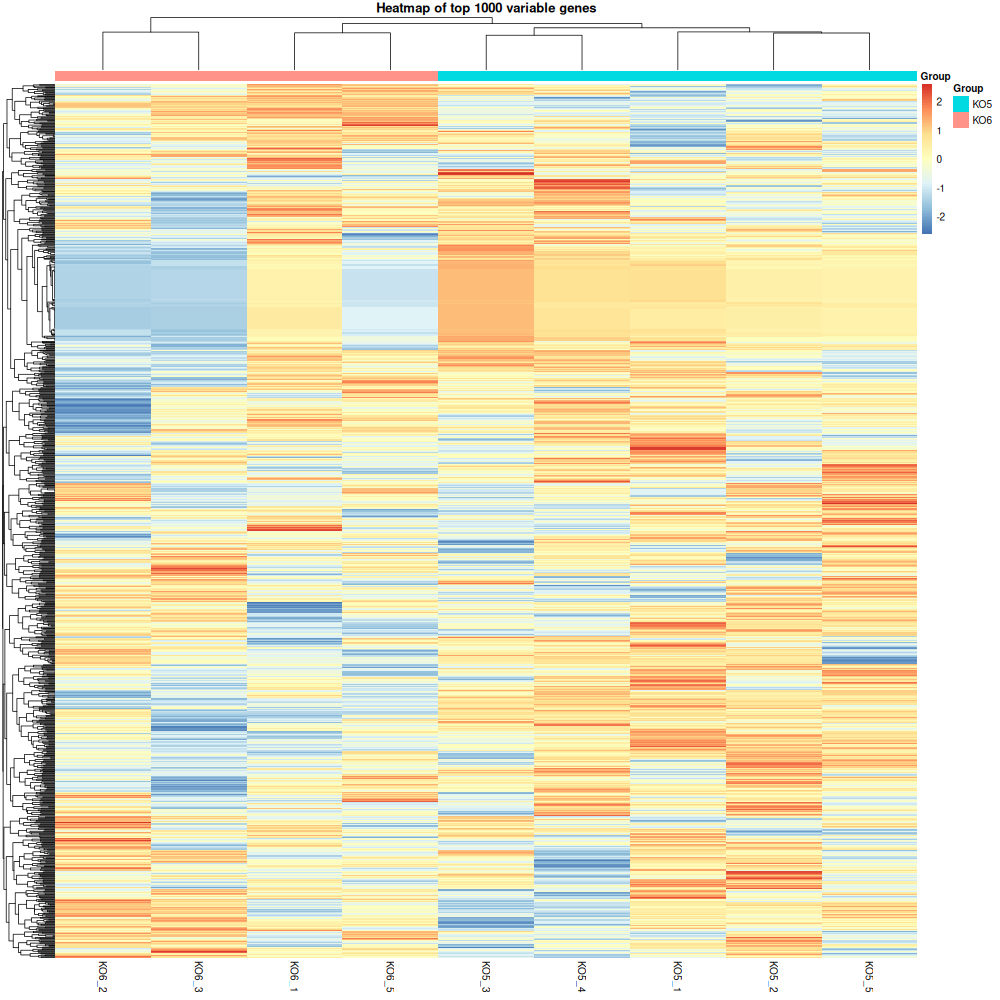 Heatmap of top 1000 variable genes
Group
2
1
0
-1
-2
Group
KO5
KO6
KO6_2
KO6_3
KO6_1
KO6_5
KO5_3
KO5_4
KO5_1
KO5_2
KO5_5